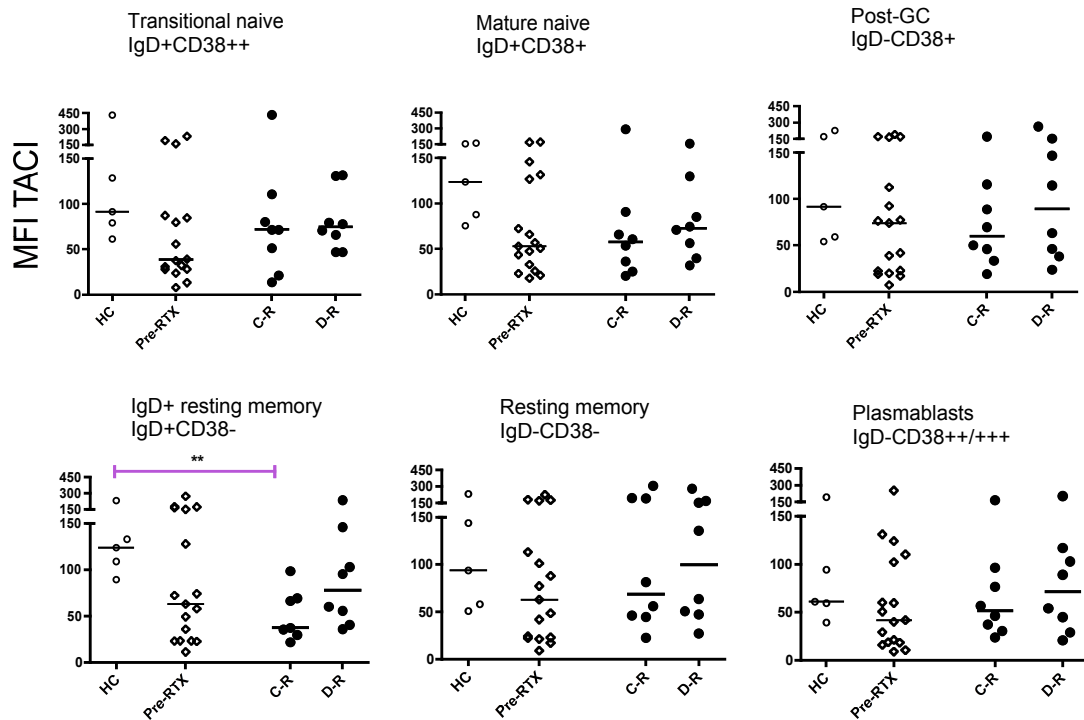 Transitional naive
IgD+CD38++
Mature naive
IgD+CD38+
Post-GC
IgD-CD38+
MFI TACI
450
300
150
150
100
50
0
HC
Pre-RTX
C-R
D-R
450
300
150
150
100
50
0
HC
Pre-RTX
C-R
D-R
450
300
150
150
100
50
0
HC
Pre-RTX
C-R
D-R
IgD+ resting memory
IgD+CD38-
Resting memory
IgD-CD38-
Plasmablasts
IgD-CD38++/+++
**
450
300
150
150
100
50
0
HC
Pre-RTX
C-R
D-R
450
300
150
150
100
50
0
HC
Pre-RTX
C-R
D-R
450
300
150
150
100
50
0
HC
Pre-RTX
C-R
D-R